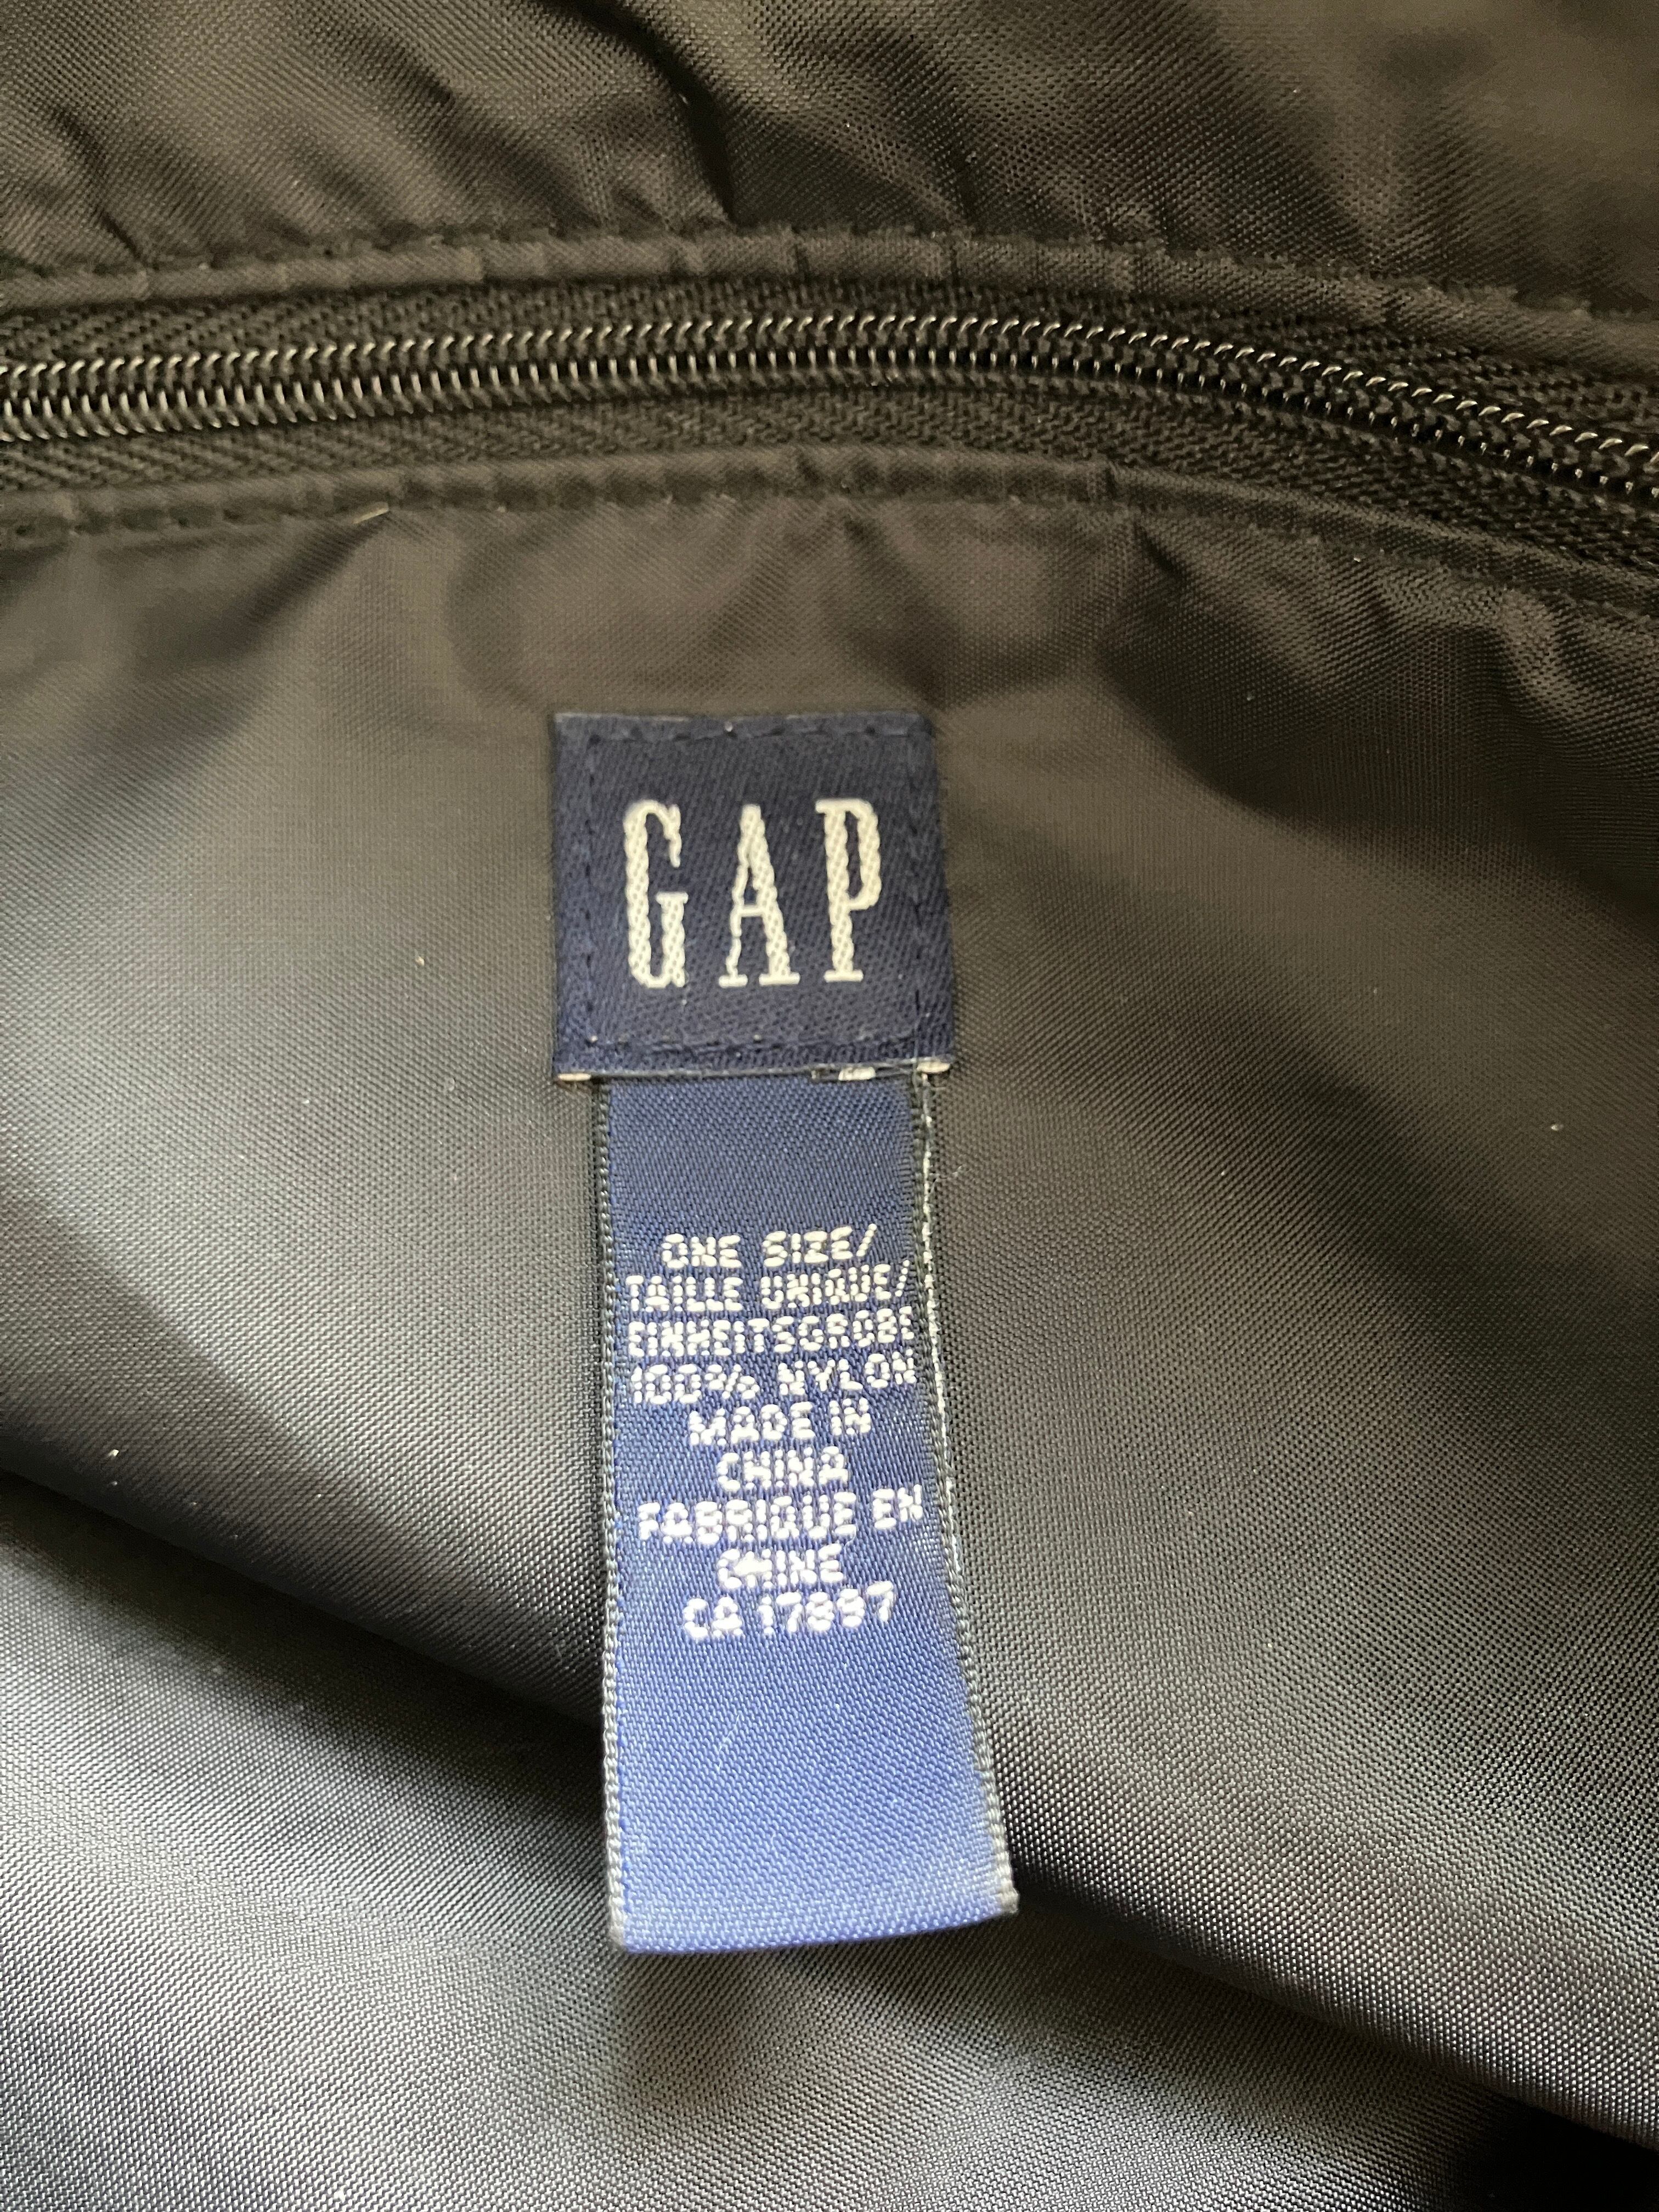 GAP
ONE SIZE/
TAILLE UNIQUE/
EINHEITSGROBE
100% NYLON
MADE IN
CHINA
FABRIQUE EN
CHINE
CA 17897